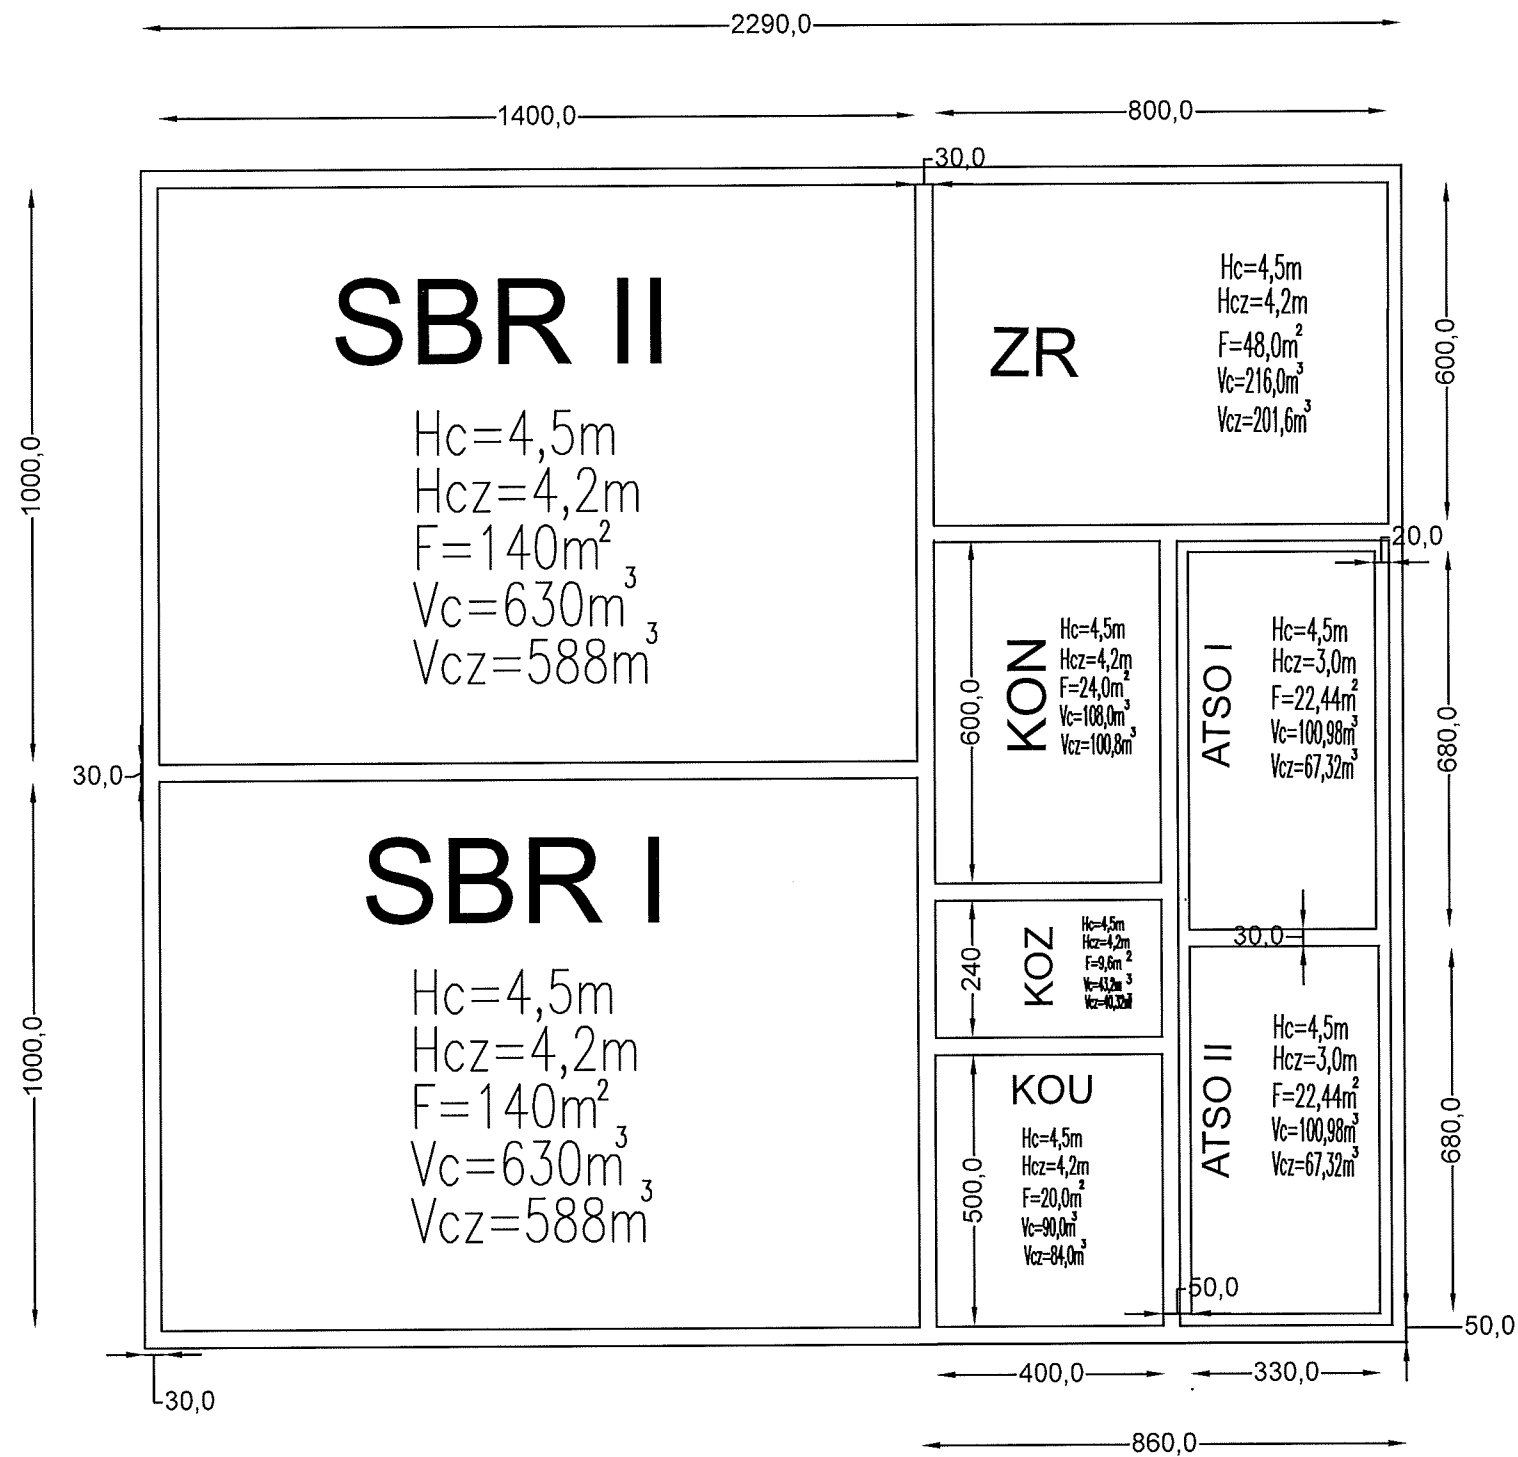 2290,0
1400,0
800,0
30,0
SBR II
Hc=4,5m
Hcz=4,2m
F=140m²
Vc=630m³
Vcz=588m³
1000,0
ZR
Hc=4,5m
Hcz=4,2m
F=48,0m²
Vc=216,0m³
Vcz=201,6m³
600,0
20,0
KON
Hc=4,5m
Hcz=4,2m
F=24,0m²
Vc=108,0m³
Vcz=100,8m³
600,0
ATSO I
Hc=4,5m
Hcz=3,0m
F=22,44m²
Vc=100,98m³
Vcz=67,32m³
680,0
30,0
SBR I
Hc=4,5m
Hcz=4,2m
F=140m²
Vc=630m³
Vcz=588m³
1000,0
KOZ
Hc=4,5m
Hcz=4,2m
F=9,6m²
Vc=43,2m³
Vcz=40,32m³
240
30,0
ATSO II
Hc=4,5m
Hcz=3,0m
F=22,44m²
Vc=100,98m³
Vcz=67,32m³
680,0
KOU
Hc=4,5m
Hcz=4,2m
F=20,0m²
Vc=90,0m³
Vcz=84,0m³
500,0
50,0
50,0
30,0
400,0
330,0
860,0